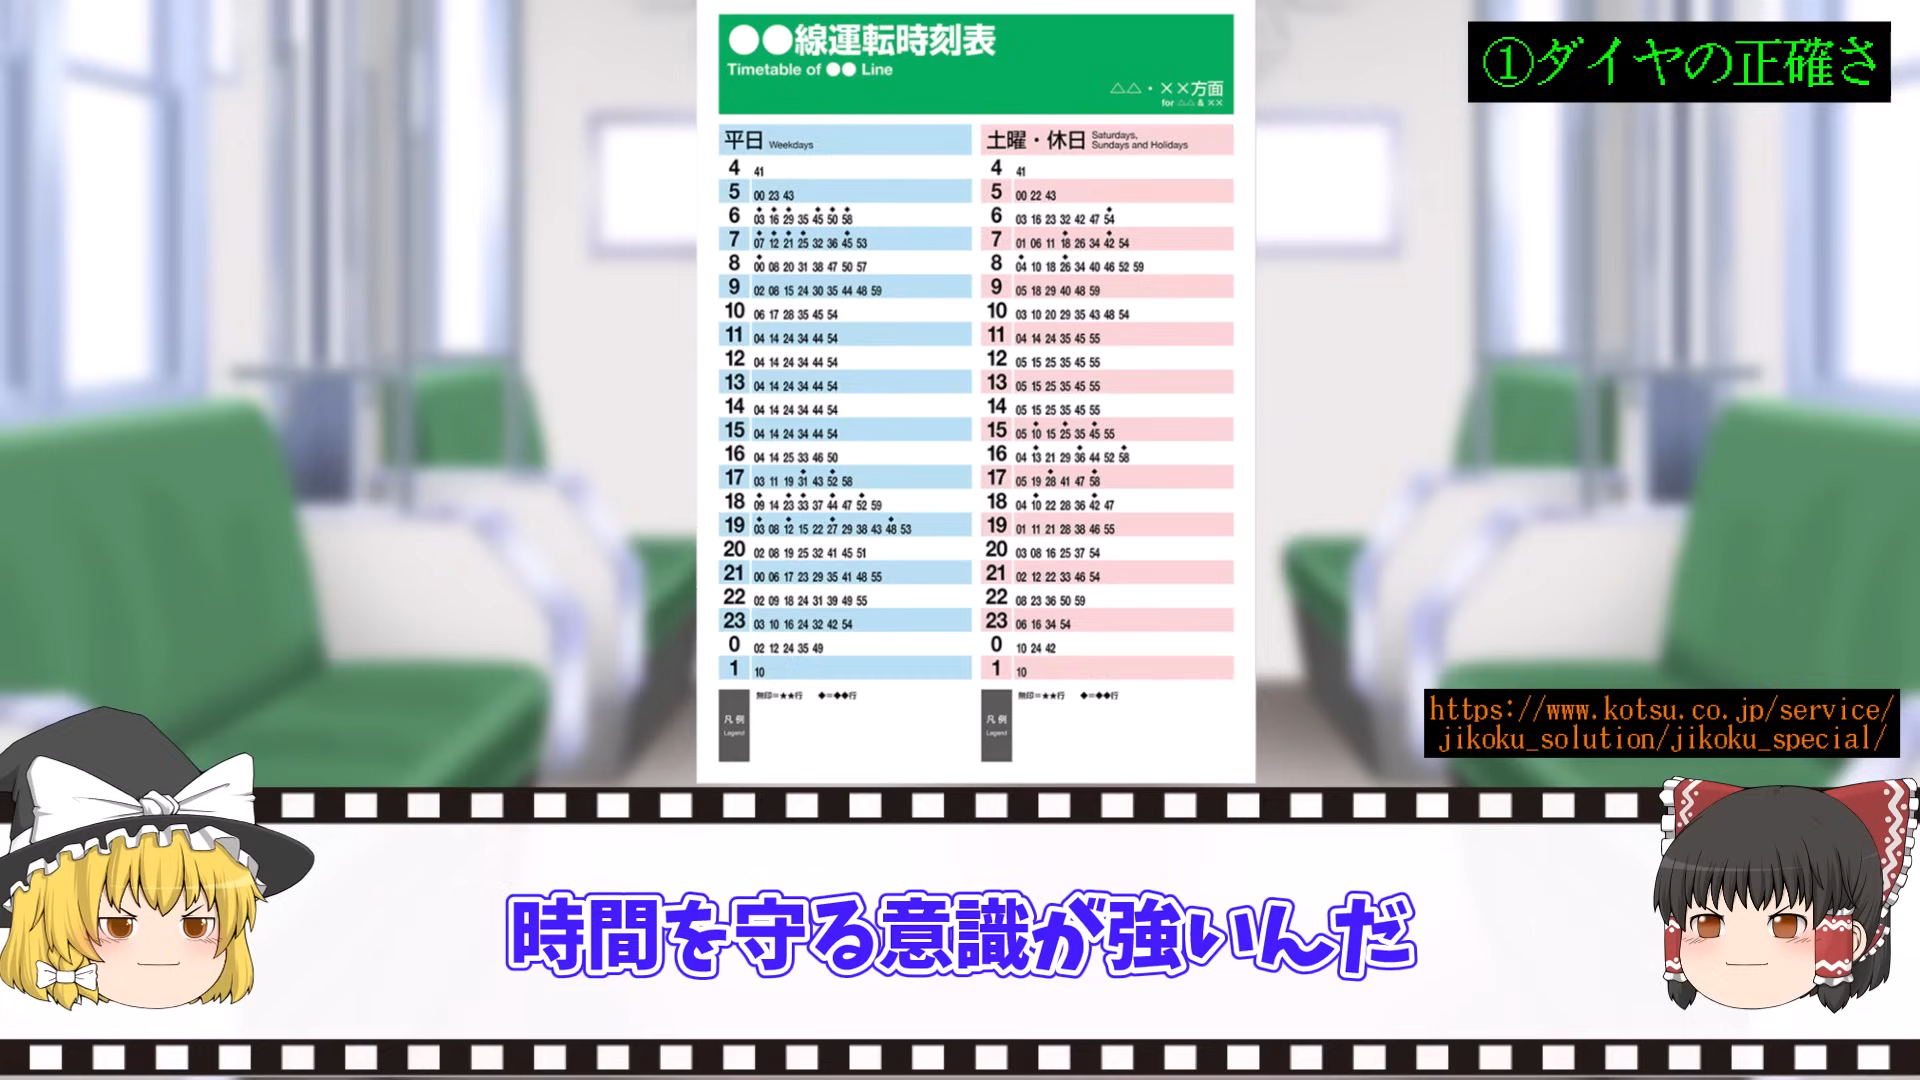 ●●線運転時刻表
Timetable of ●● Line
△△・××方面
for △△ & ××
①ダイヤの正確さ
平日 Weekdays
4 41
5 00 23 43
6 03 16 29 35 45 50 58
7 07 12 21 25 32 36 45 53
8 00 08 20 31 38 47 50 57
9 02 08 15 24 30 35 44 48 59
10 06 17 28 35 45 54
11 04 14 24 34 44 54
12 04 14 24 34 44 54
13 04 14 24 34 44 54
14 04 14 24 34 44 54
15 04 14 24 34 44 54
16 04 14 25 33 46 50
17 03 11 19 31 43 52 58
18 09 14 23 33 37 44 47 52 59
19 03 08 12 15 22 27 29 38 43 48 53
20 02 08 19 25 32 41 45 51
21 00 06 17 23 29 35 41 48 55
22 02 09 18 24 31 39 49 55
23 03 10 16 24 32 42 54
0 02 12 24 35 49
1 10
凡例
Legend
無印=★★行 ◆=◆◆行
土曜・休日 Saturdays,
Sundays and Holidays
4 41
5 00 22 43
6 03 16 23 32 42 47 54
7 01 06 11 18 26 34 42 54
8 04 10 18 26 34 40 46 52 59
9 05 18 29 40 48 59
10 03 10 20 29 35 43 48 54
11 04 14 24 35 45 55
12 05 15 25 35 45 55
13 05 15 25 35 45 55
14 05 15 25 35 45 55
15 05 10 15 25 35 45 55
16 04 13 21 29 36 44 52 58
17 05 19 28 41 47 58
18 04 10 22 28 36 42 47
19 01 11 21 28 38 46 55
20 03 08 16 25 37 54
21 02 12 22 33 46 54
22 08 23 36 50 59
23 06 16 34 54
0 10 24 42
1 10
凡例
Legend
無印=★★行 ◆=◆◆行
https://www.kotsu.co.jp/service/
jikoku_solution/jikoku_special/
時間を守る意識が強いんだ